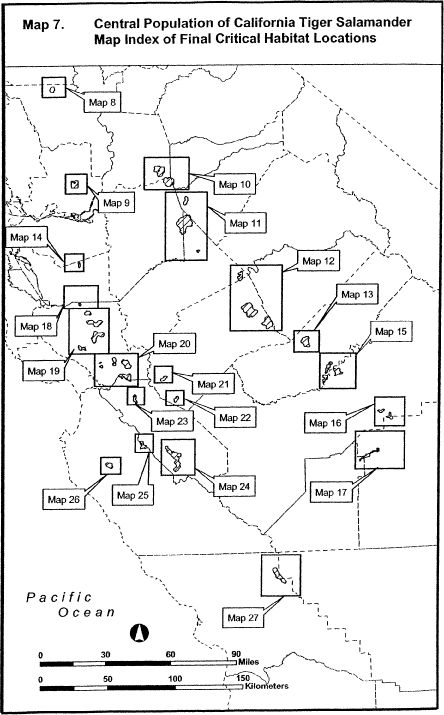 Map 7. Central Population of California Tiger Salamander
Map Index of Final Critical Habitat Locations
Map 8
Map 10
Map 9
Map 11
Map 14
Map 12
Map 13
Map 18
Map 15
Map 20
Map 19
Map 21
Map 16
Map 22
Map 23
Map 24
Map 25
Map 26
Map 17
Pacific
Ocean
Map 27
0 30 60 90
Miles
0 50 100 150
Kilometers